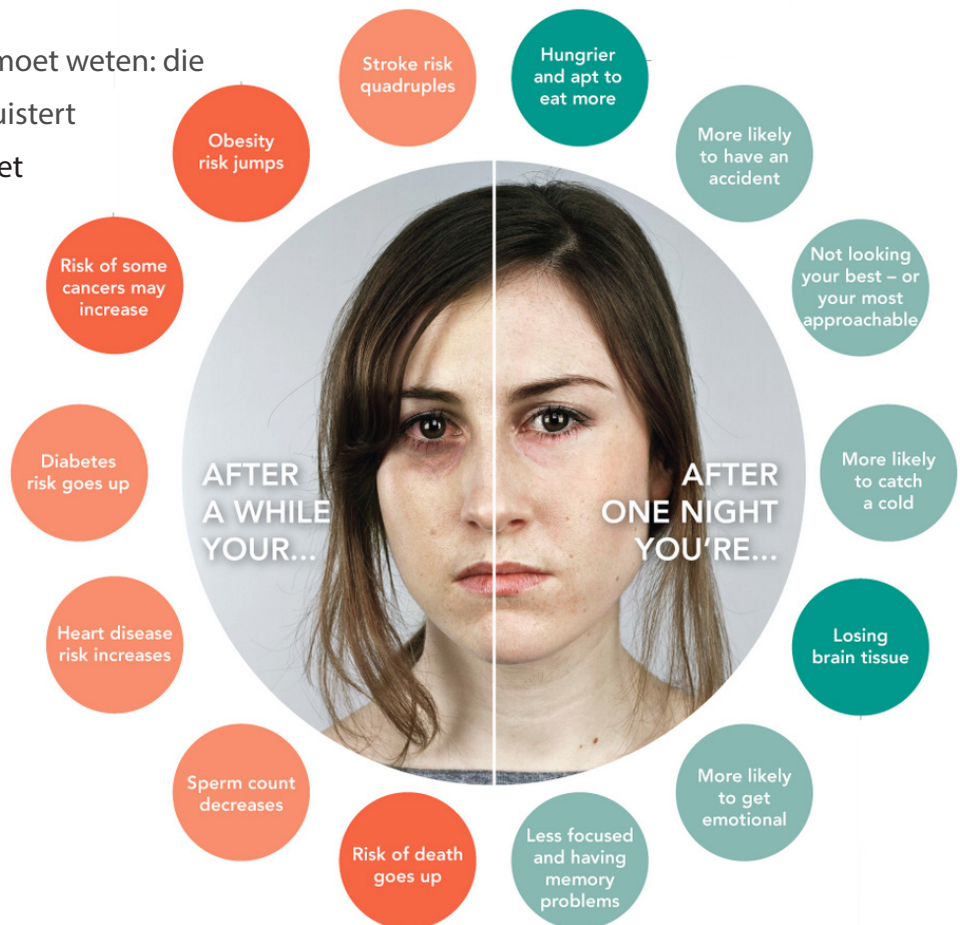 moet weten: die
uistert
et
Stroke risk
quadruples
Hungrier
and apt to
eat more
Obesity
risk jumps
More likely
to have an
accident
Risk of some
cancers may
increase
Not looking
your best – or
your most
approachable
Diabetes
risk goes up
AFTER
A WHILE
YOUR...
AFTER
ONE NIGHT
YOU'RE...
More likely
to catch
a cold
Heart disease
risk increases
Losing
brain tissue
Sperm count
decreases
More likely
to get
emotional
Risk of death
goes up
Less focused
and having
memory
problems